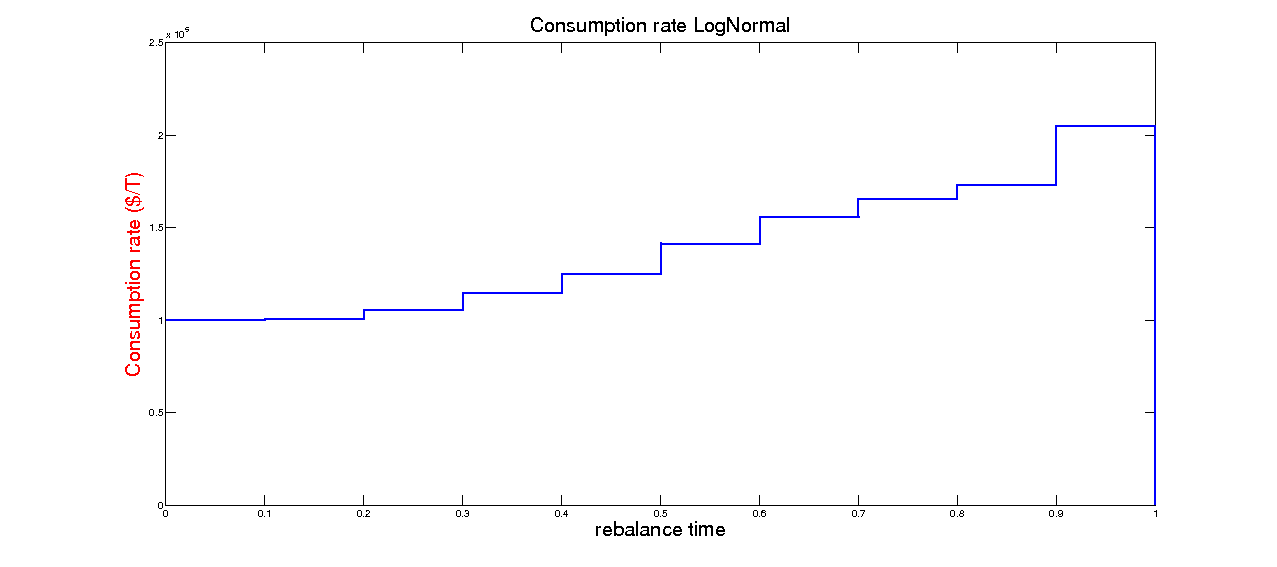 Consumption rate LogNormal
x 10^5
2.5
2
1.5
1
0.5
0
Consumption rate ($/T)
0 0.1 0.2 0.3 0.4 0.5 0.6 0.7 0.8 0.9 1
rebalance time